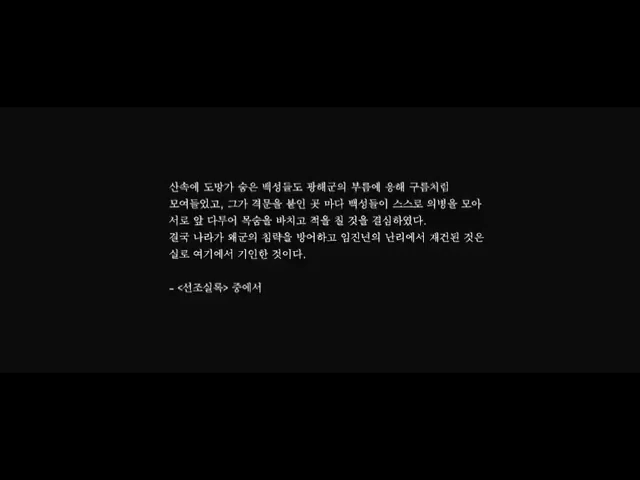 산속에 도망가 숨은 백성들도 광해군의 부름에 응해 구름처럼
모여들었고, 그가 격문을 붙인 곳 마다 백성들이 스스로 의병을 모아
서로 앞 다투어 목숨을 바치고 적을 칠 것을 결심하였다.
결국 나라가 왜군의 침략을 방어하고 임진년의 난리에서 재건된 것은
실로 여기에서 기인한 것이다.
- <선조실록> 중에서